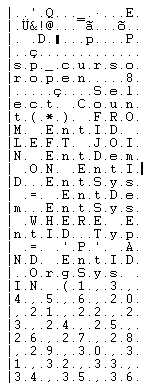 |.'.Q...._....E
|.Ü&!@...¯.ã..õ..
|..D.▮..p....P..
|..ç...........
|s.p._.c.u.r.s.o.
|r.o.p.e.n.....8.
|.....ç....S.e.l.
|e.c.t...C.o.u.n.
|t.(.*.)...F.R.O.
|M...E.n.t.I.D...
|L.E.F.T...J.O.I.
|N...E.n.t.D.e.m.
|..O.N...E.n.t.I.
|D...E.n.t.S.y.s.
|..=...E.n.t.D.e.
|m...E.n.t.S.y.s.
|..W.H.E.R.E...E.
|n.t.I.D...T.y.p.
|..=...'.P.'...A.
|N.D...E.n.t.I.D.
|..O.r.g.S.y.s...
|I.N...(.1.,.3.,.
|4.,.5.,.6.,.2.0.
|,.2.1.,.2.2.,.2.
|3.,.2.4.,.2.5.,.
|2.6.,.2.7.,.2.8.
|,.2.9.,.3.0.,.3.
|1.,.3.2.,.3.3.,.
|3.4.,.3.5.,.3.6.